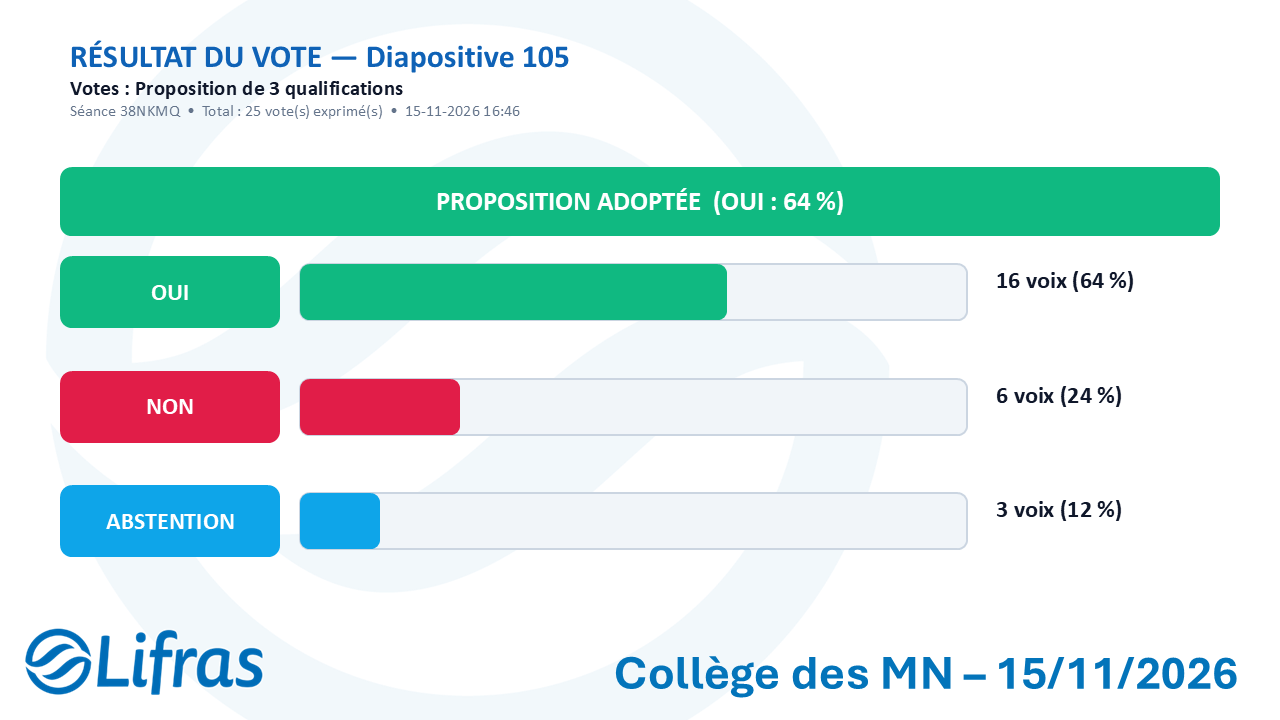 RÉSULTAT DU VOTE — Diapositive 105
Votes : Proposition de 3 qualifications
Séance 38NKMQ • Total : 25 vote(s) exprimé(s) • 15-11-2026 16:46
PROPOSITION ADOPTÉE (OUI : 64 %)
OUI
16 voix (64 %)
NON
6 voix (24 %)
ABSTENTION
3 voix (12 %)
Lifras
Collège des MN – 15/11/2026